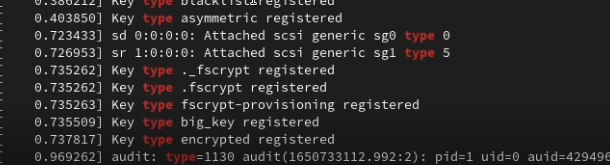 0.386212] Key type blacklist registered
0.403850] Key type asymmetric registered
0.723433] sd 0:0:0:0: Attached scsi generic sg0 type 0
0.726953] sr 1:0:0:0: Attached scsi generic sg1 type 5
0.735262] Key type ._fscrypt registered
0.735262] Key type .fscrypt registered
0.735263] Key type fscrypt-provisioning registered
0.735509] Key type big_key registered
0.737817] Key type encrypted registered
0.969262] audit: type=1130 audit(1650733112.992:2): pid=1 uid=0 auid=429496